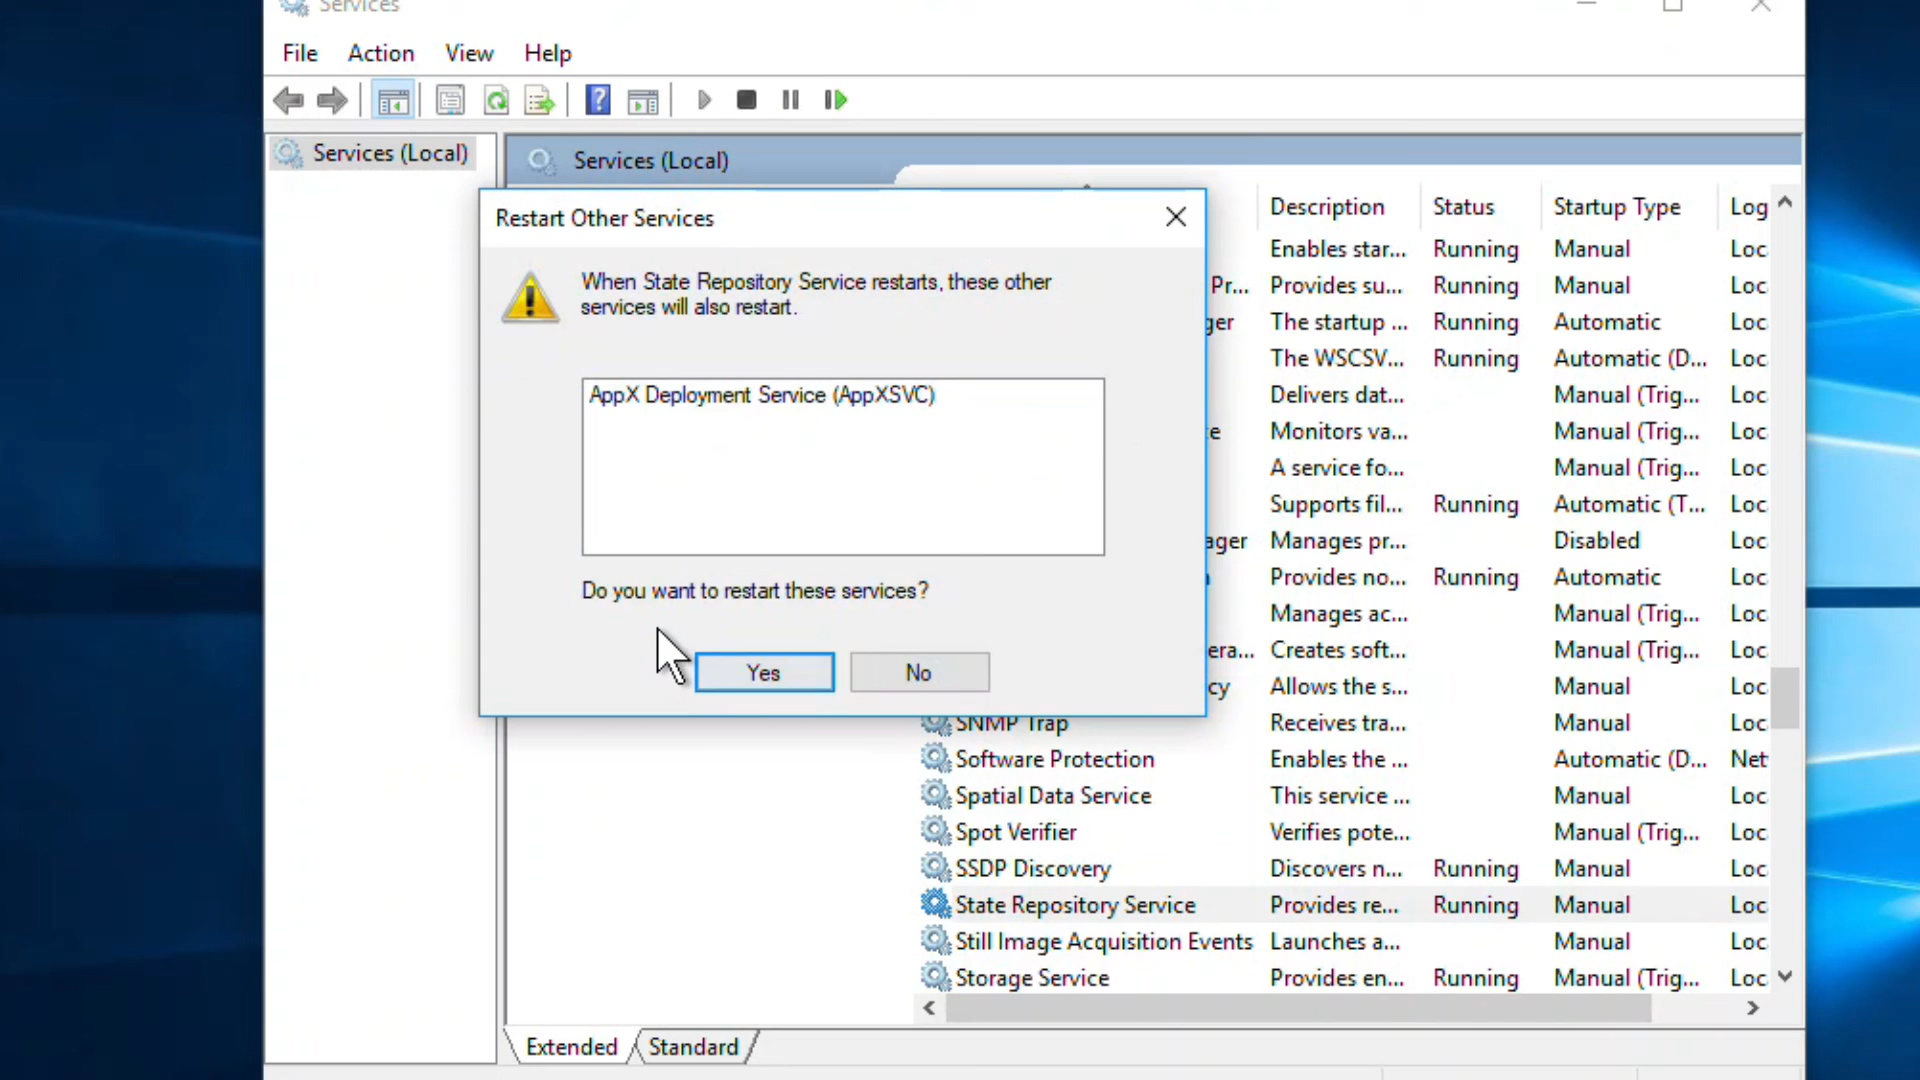 Services
File Action View Help
Services (Local)
Services (Local)
Description Status Startup Type Log
Enables star... Running Manual Loc
Pr... Provides su... Running Manual Loc
ger The startup ... Running Automatic Loc
The WSCSV... Running Automatic (D... Loc
Delivers dat... Manual (Trig... Loc
e Monitors va... Manual (Trig... Loc
A service fo... Manual (Trig... Loc
Supports fil... Running Automatic (T... Loc
ager Manages pr... Disabled Loc
Provides no... Running Automatic Loc
Manages ac... Manual (Trig... Loc
era... Creates soft... Manual (Trig... Loc
cy Allows the s... Manual Loc
SNMP Trap Receives tra... Manual Loc
Software Protection Enables the ... Automatic (D... Net
Spatial Data Service This service ... Manual Loc
Spot Verifier Verifies pote... Manual (Trig... Loc
SSDP Discovery Discovers n... Running Manual Loc
State Repository Service Provides re... Running Manual Loc
Still Image Acquisition Events Launches a... Manual Loc
Storage Service Provides en... Running Manual (Trig... Loc
Restart Other Services
When State Repository Service restarts, these other
services will also restart.
AppX Deployment Service (AppXSVC)
Do you want to restart these services?
Yes No
Extended Standard